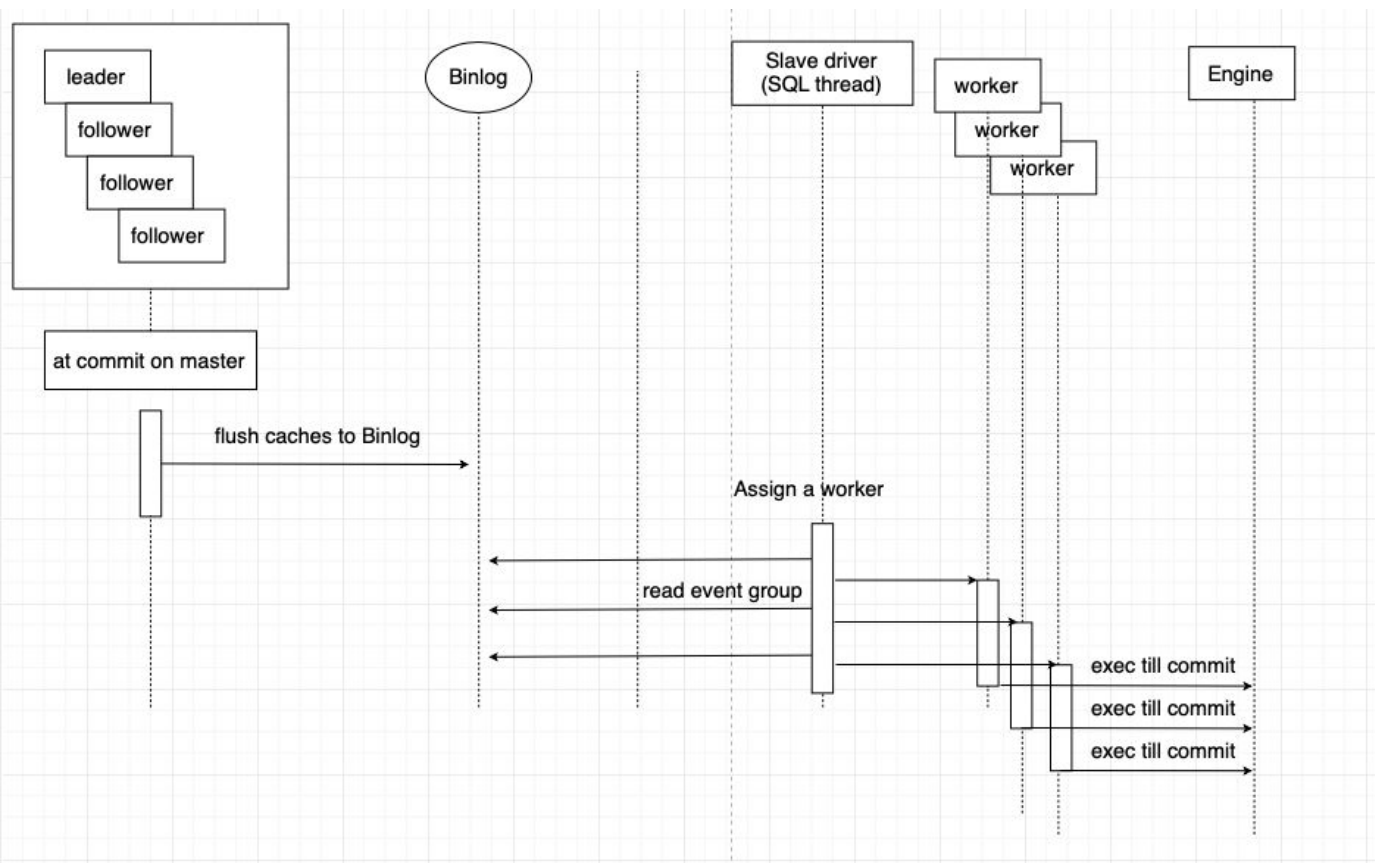 leader
follower
follower
follower
Binlog
Slave driver
(SQL thread)
worker
worker
worker
Engine
at commit on master
flush caches to Binlog
Assign a worker
read event group
exec till commit
exec till commit
exec till commit